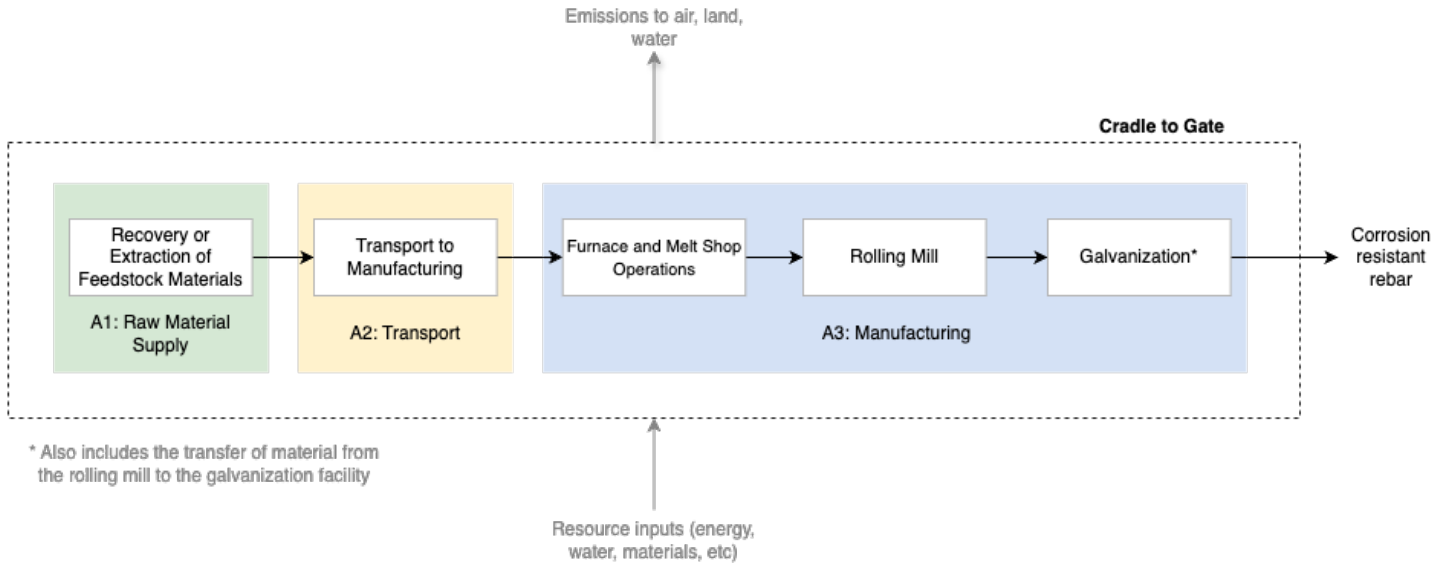 Emissions to air, land,
water
Cradle to Gate
Recovery or
Extraction of
Feedstock Materials
A1: Raw Material
Supply
Transport to
Manufacturing
A2: Transport
Furnace and Melt Shop
Operations
Rolling Mill
Galvanization*
A3: Manufacturing
Corrosion
resistant
rebar
* Also includes the transfer of material from
the rolling mill to the galvanization facility
Resource inputs (energy,
water, materials, etc)